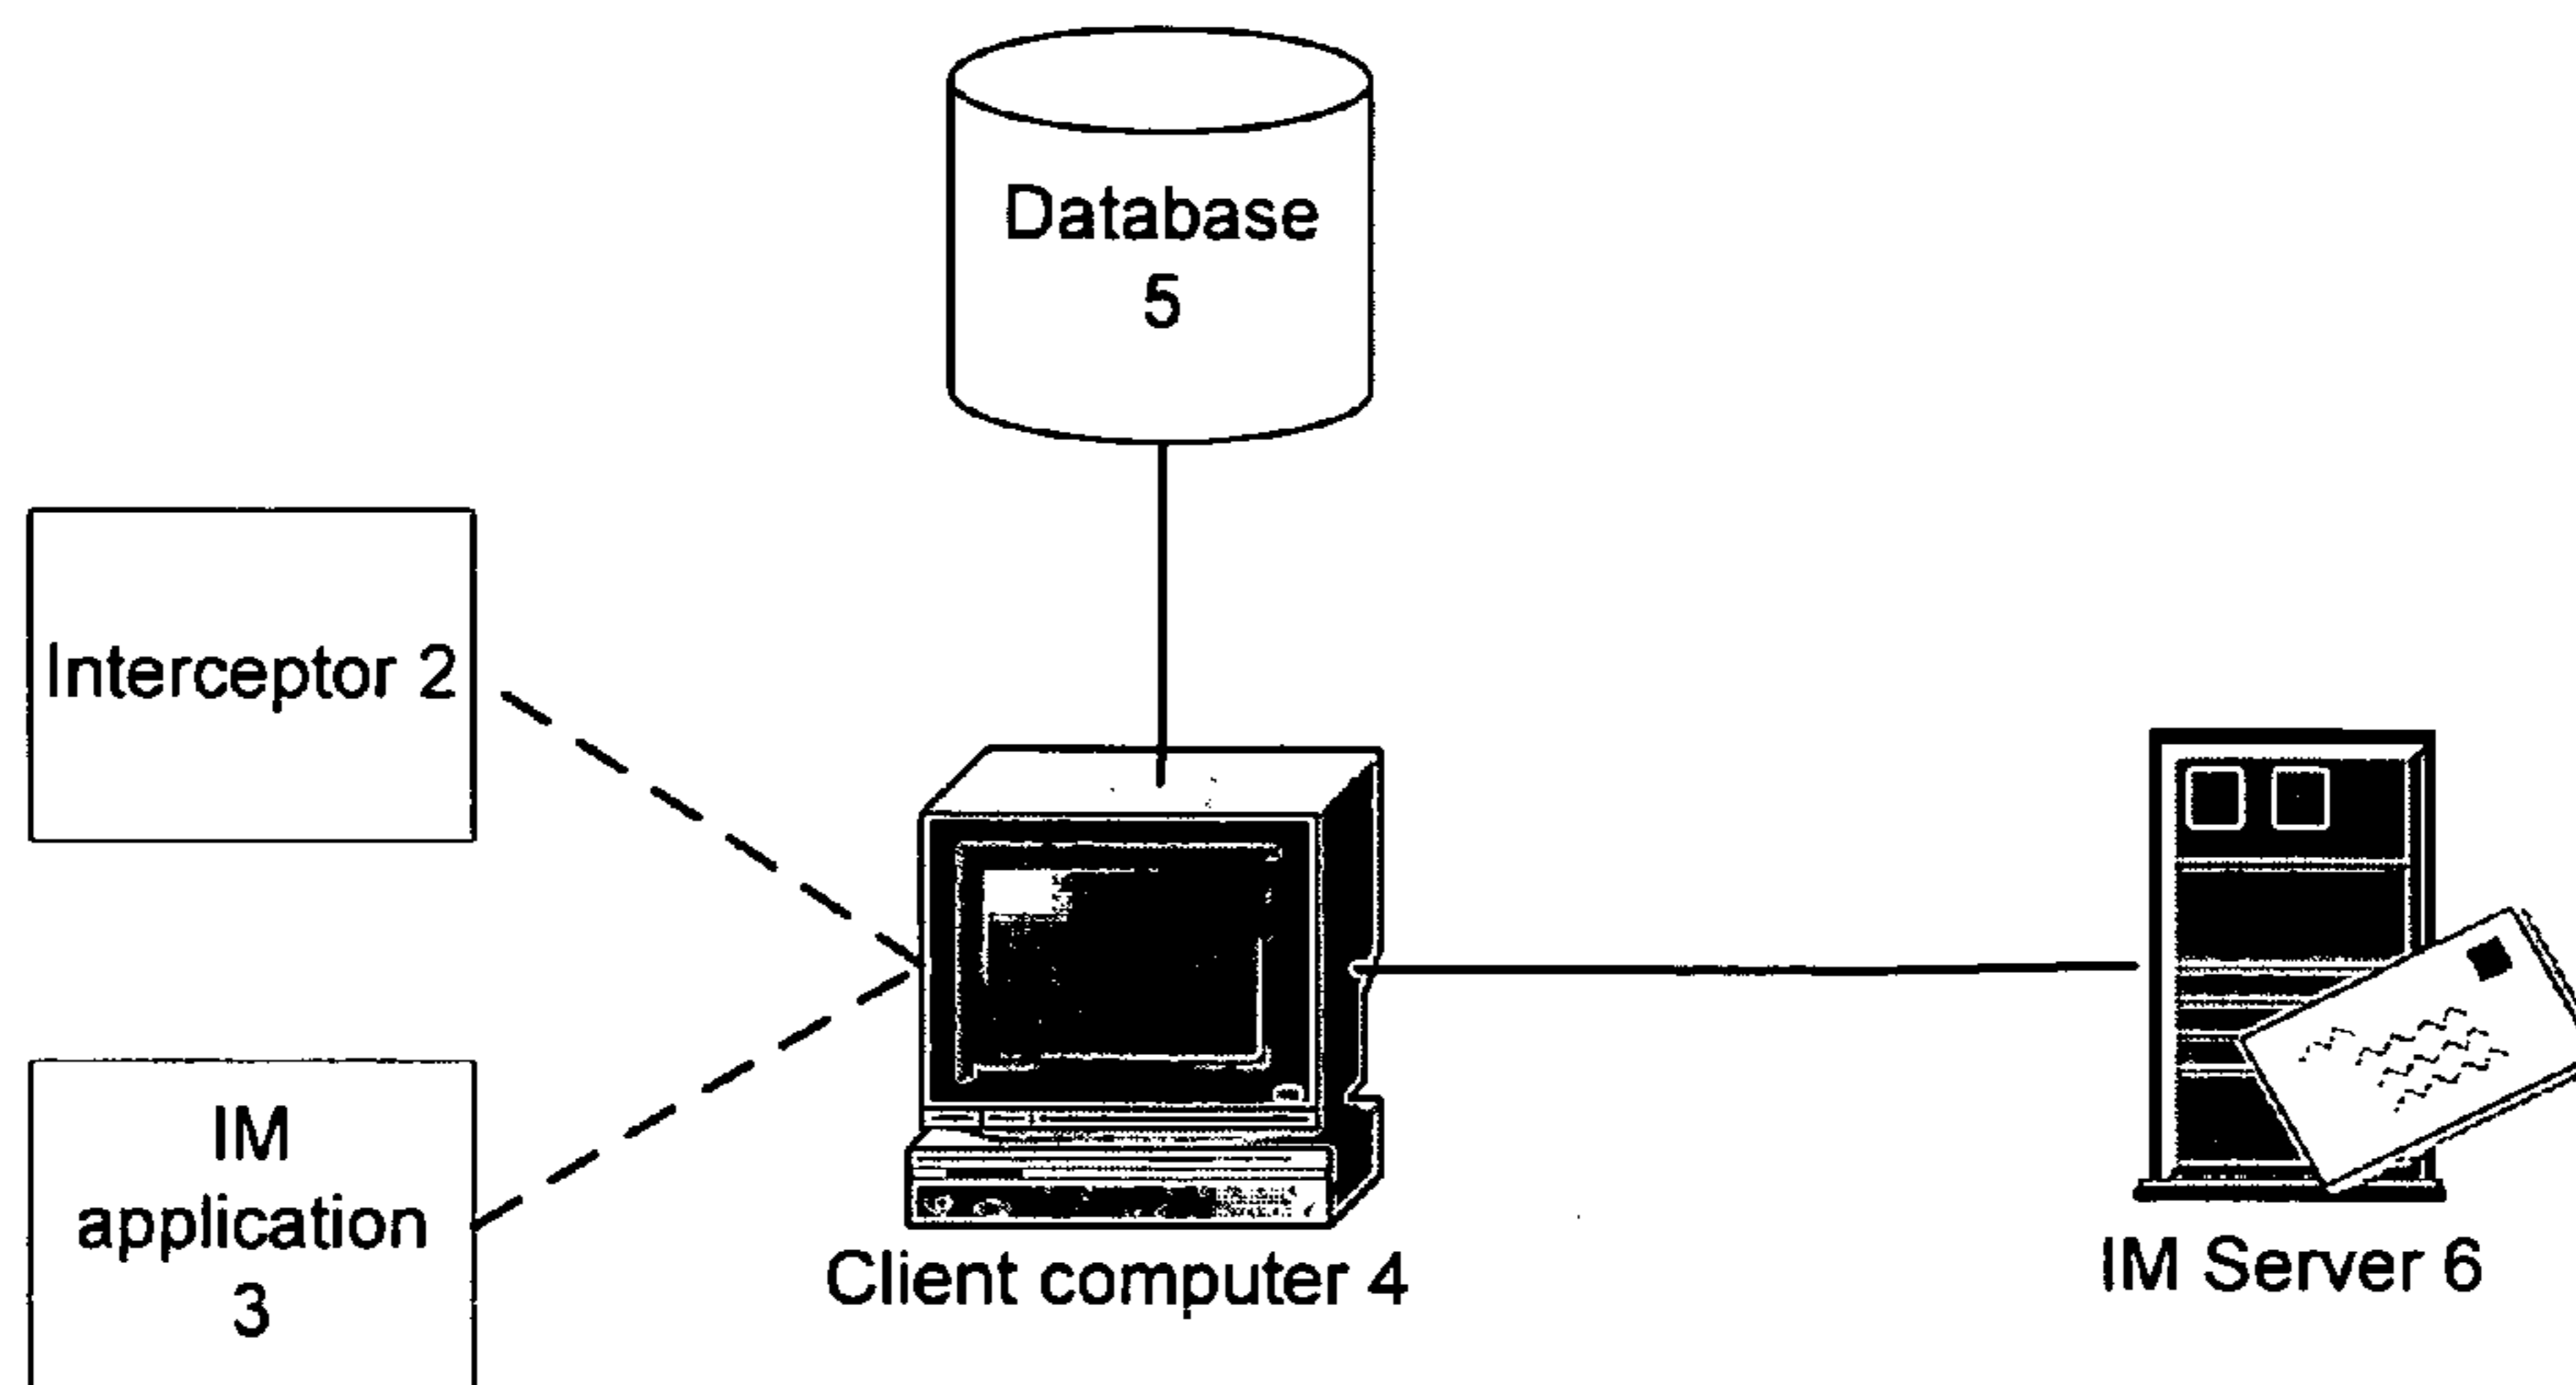 Database
5
Interceptor 2
IM
application
3
Client computer 4
IM Server 6